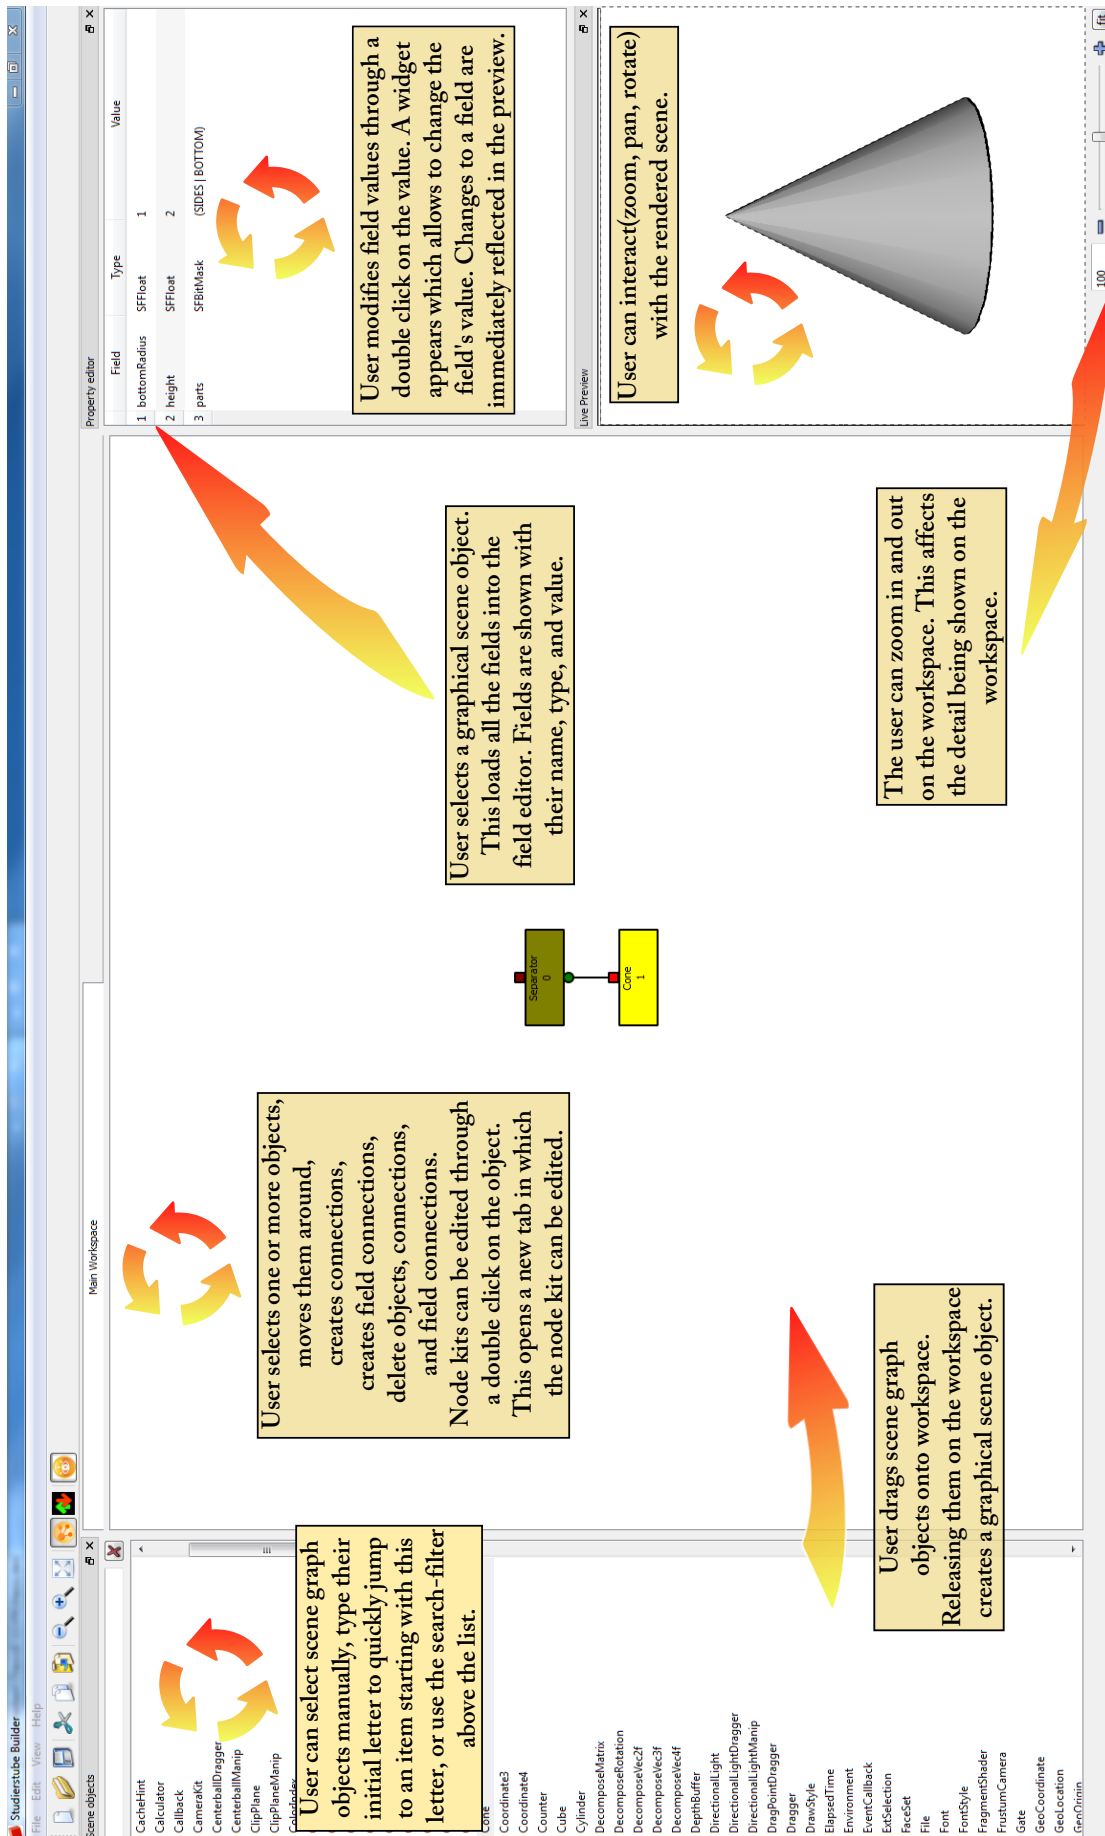 Studierstube Builder
File Edit View Help
Scene objects
CacheHint
Calculator
Callback
CameraKit
CenterballDragger
CenterballManip
ClipPlane
ClipPlaneManip
User can select scene graph
objects manually, type their
initial letter to quickly jump
to an item starting with this
letter, or use the search-filter
above the list.
Cone
Coordinate3
Coordinate4
Counter
Cube
Cylinder
DecomposeMatrix
DecomposeRotation
DecomposeVec2f
DecomposeVec3f
DecomposeVec4f
DepthBuffer
DirectionalLight
DirectionalLightDragger
DirectionalLightManip
DragPointDragger
Dragger
DrawStyle
ElapsedTime
Environment
EventCallback
ExtSelection
FaceSet
File
Font
FontStyle
FragmentShader
FrustumCamera
Gate
GeoCoordinate
GeoLocation
GeoOrigin
User drags scene graph
objects onto workspace.
Releasing them on the workspace
creates a graphical scene object.
Main Workspace
User selects one or more objects,
moves them around,
creates connections,
creates field connections,
delete objects, connections,
and field connections.
Node kits can be edited through
a double click on the object.
This opens a new tab in which
the node kit can be edited.
Separator
0
Cone
1
User selects a graphical scene object.
This loads all the fields into the
field editor. Fields are shown with
their name, type, and value.
The user can zoom in and out
on the workspace. This affects
the detail being shown on the
workspace.
Property editor
Field Type Value
1 bottomRadius SFFloat 1
2 height SFFloat 2
3 parts SFBitMask (SIDES | BOTTOM)
User modifies field values through a
double click on the value. A widget
appears which allows to change the
field's value. Changes to a field are
immediately reflected in the preview.
Live Preview
User can interact(zoom, pan, rotate)
with the rendered scene.
100
fit